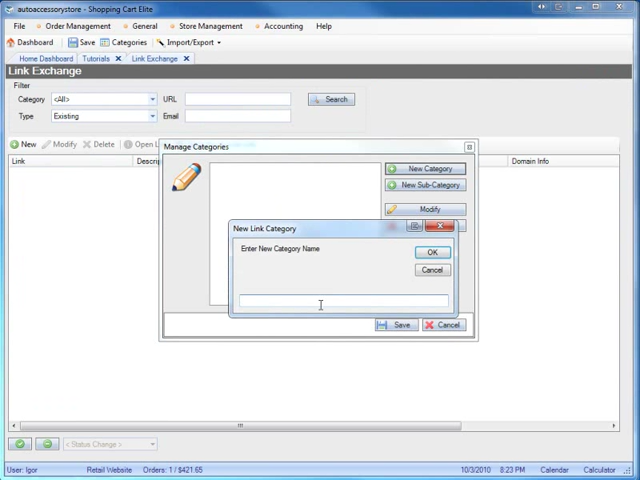 autoaccessorystore - Shopping Cart Elite
File Order Management General Store Management Accounting Help
Dashboard Save Categories Import/Export
Home Dashboard Tutorials Link Exchange
Link Exchange
Filter
Category <All> URL Search
Type Existing Email
New Modify Delete Open L
Link Descrip Domain Info
Manage Categories
New Category
New Sub-Category
Modify
New Link Category
Enter New Category Name
OK
Cancel
Save Cancel
< Status Change >
User: Igor Retail Website Orders: 1 / $421.65 10/3/2010 8:23 PM Calendar Calculator